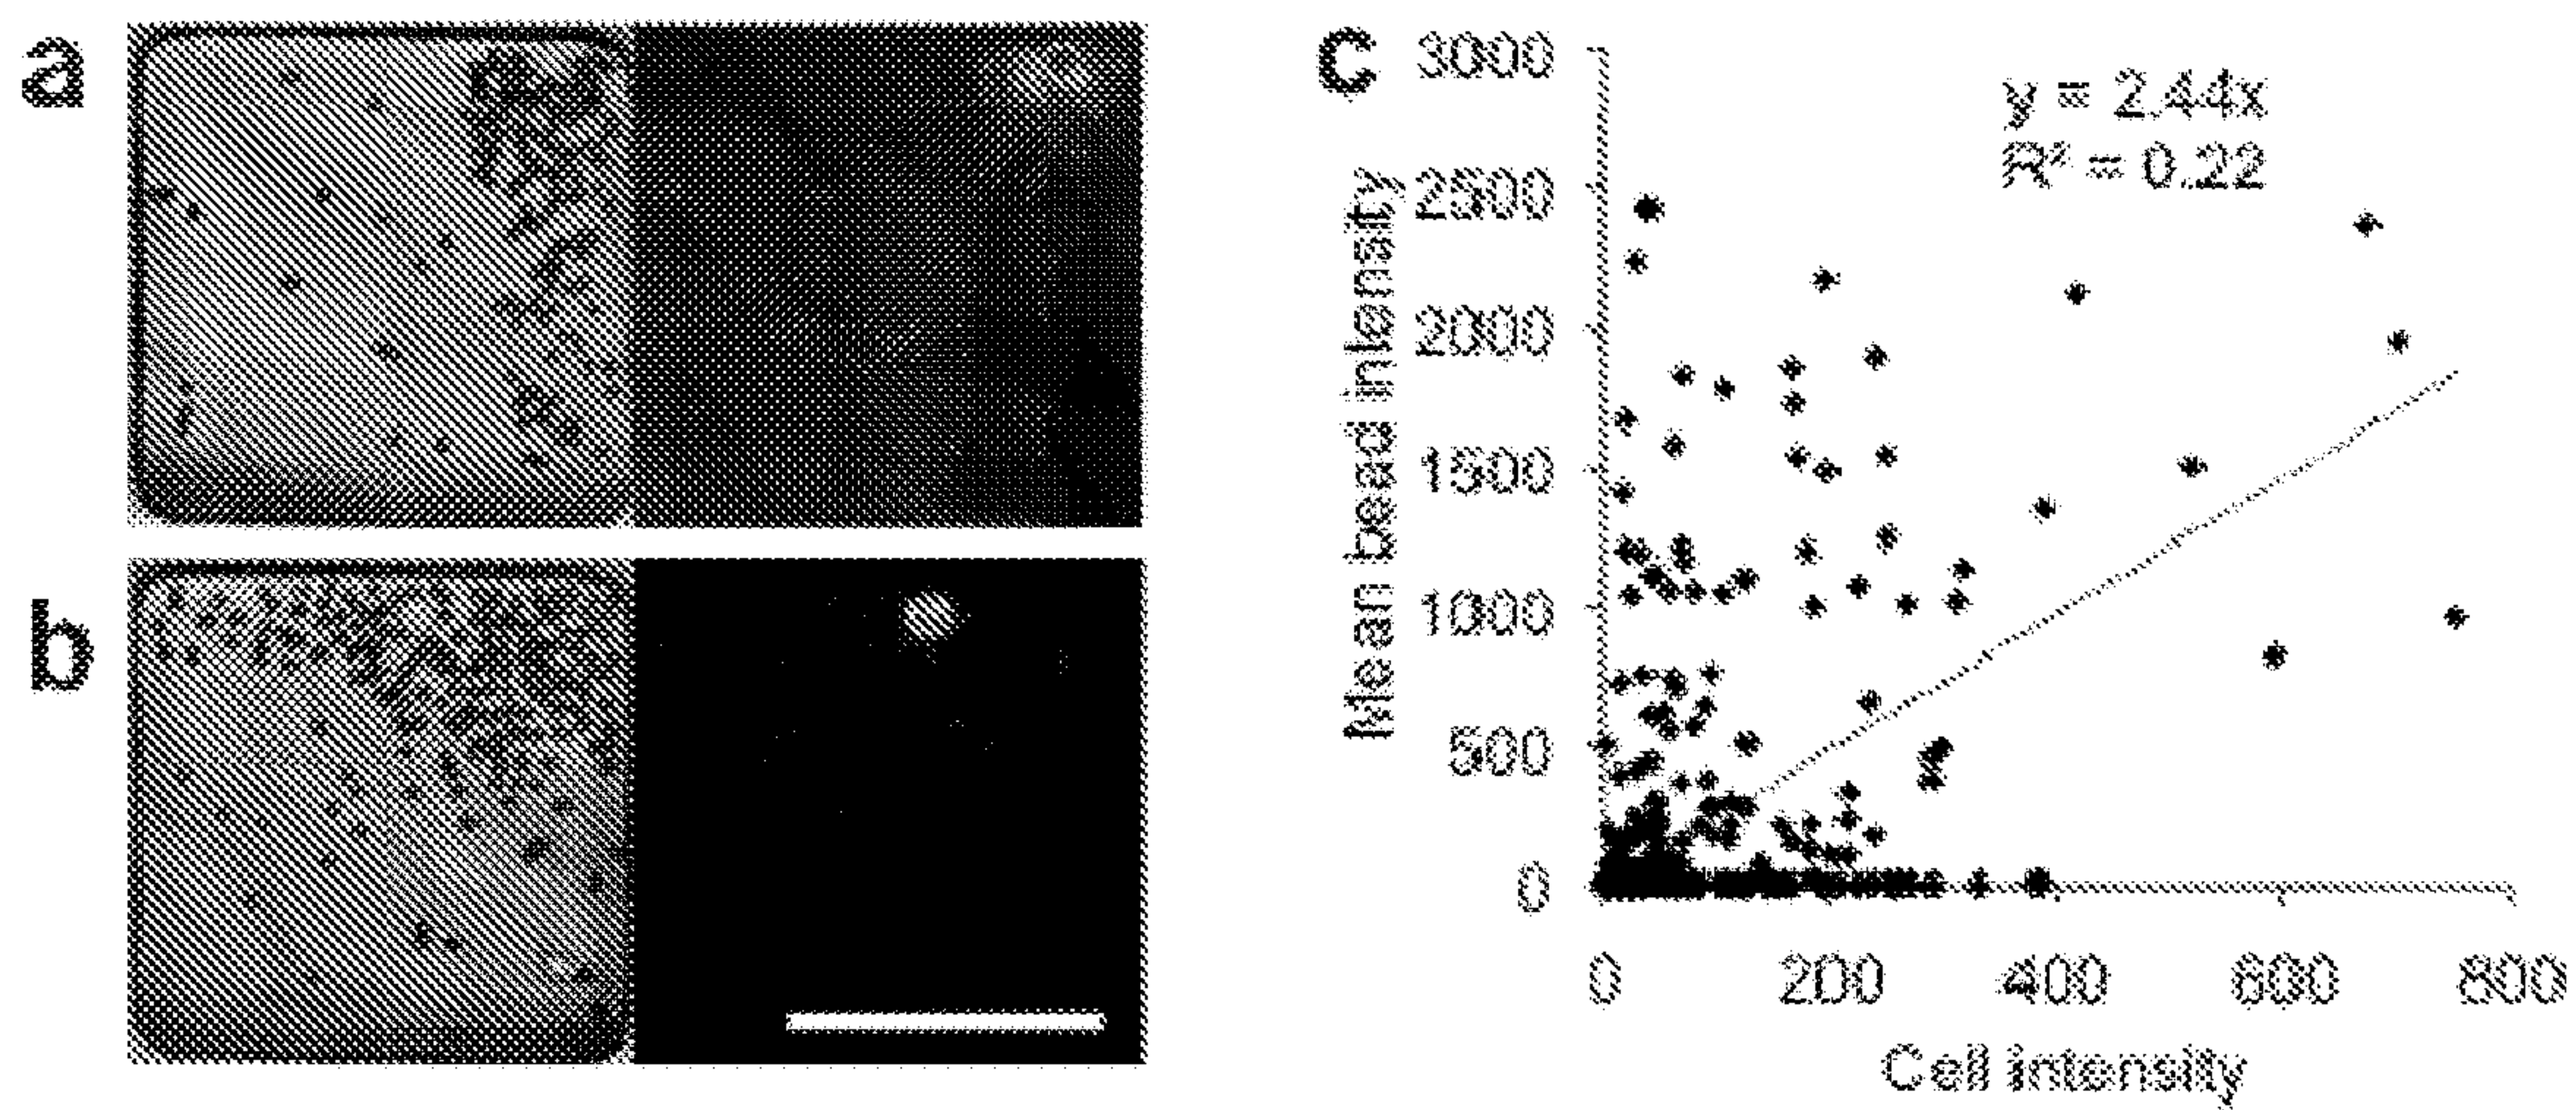 a
b
c
3000
2500
2000
1500
1000
500
0
Mean bead intensity
y = 2.44x
R² = 0.22
0 200 400 600 800
Cell intensity